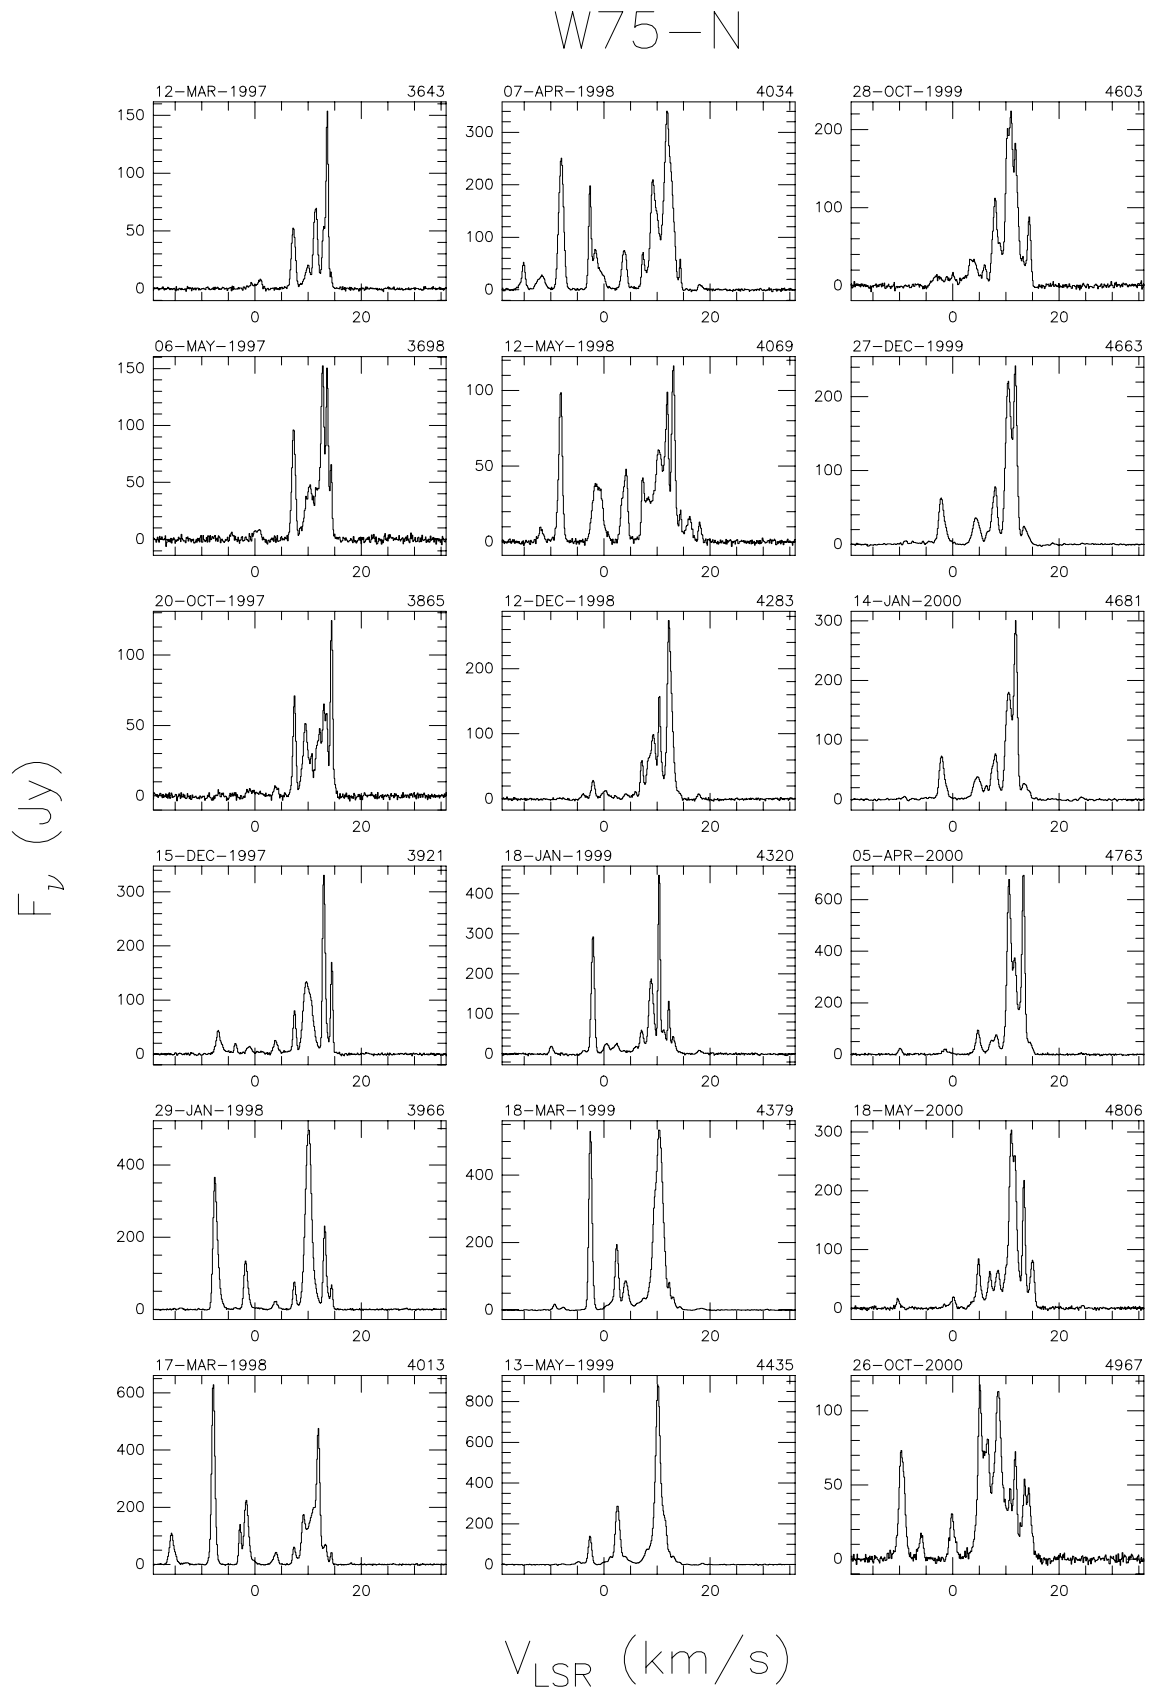 W75-N
12-MAR-1997 3643 07-APR-1998 4034 28-OCT-1999 4603
150 100 50 0
300 200 100 0
200 100 0
0 20 0 20 0 20
06-MAY-1997 3698 12-MAY-1998 4069 27-DEC-1999 4663
150 100 50 0
100 50 0
200 100 0
0 20 0 20 0 20
20-OCT-1997 3865 12-DEC-1998 4283 14-JAN-2000 4681
100 50 0
200 100 0
300 200 100 0
0 20 0 20 0 20
15-DEC-1997 3921 18-JAN-1999 4320 05-APR-2000 4763
300 200 100 0
400 300 200 100 0
600 400 200 0
0 20 0 20 0 20
29-JAN-1998 3966 18-MAR-1999 4379 18-MAY-2000 4806
400 200 0
400 200 0
300 200 100 0
0 20 0 20 0 20
17-MAR-1998 4013 13-MAY-1999 4435 26-OCT-2000 4967
600 400 200 0
800 600 400 200 0
100 50 0
0 20 0 20 0 20
Fν (Jy)
VLSR (km/s)